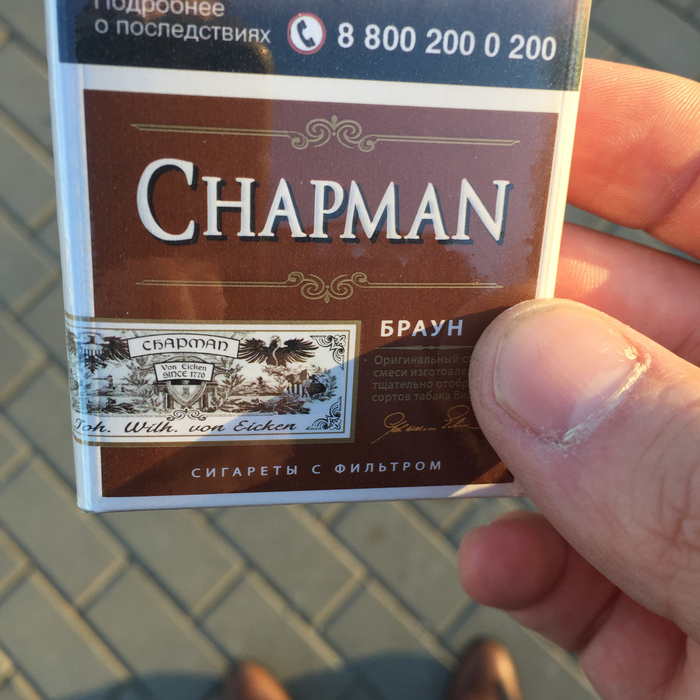 Подробнее
о последствиях 8 800 200 0 200
CHAPMAN
CHAPMAN
Von Eicken
SINCE 1770
Joh. Wilh. von Eicken
БРАУН
Оригинальный
смеси изготовле
тщательно отобр
сортов табака Ви
СИГАРЕТЫ С ФИЛЬТРОМ